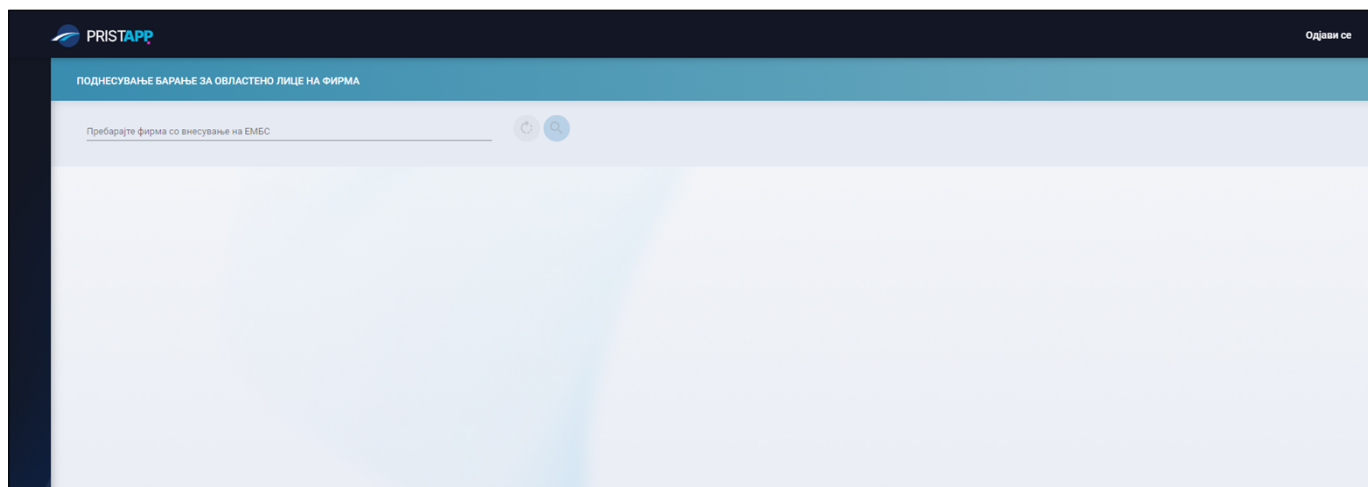 PRISTAPP
Одјави се
ПОДНЕСУВАЊЕ БАРАЊЕ ЗА ОВЛАСТЕНО ЛИЦЕ НА ФИРМА
Пребарајте фирма со внесување на ЕМБС